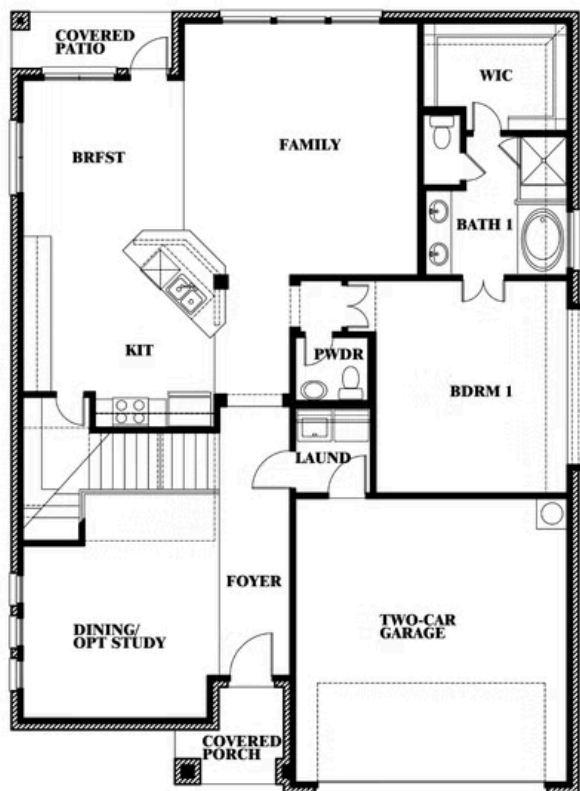 COVERED
PATIO
WIC
BRFST
FAMILY
BATH 1
KIT
PWDR
BDRM 1
LAUND
FOYER
DINING/
OPT STUDY
TWO-CAR
GARAGE
COVERED
PORCH